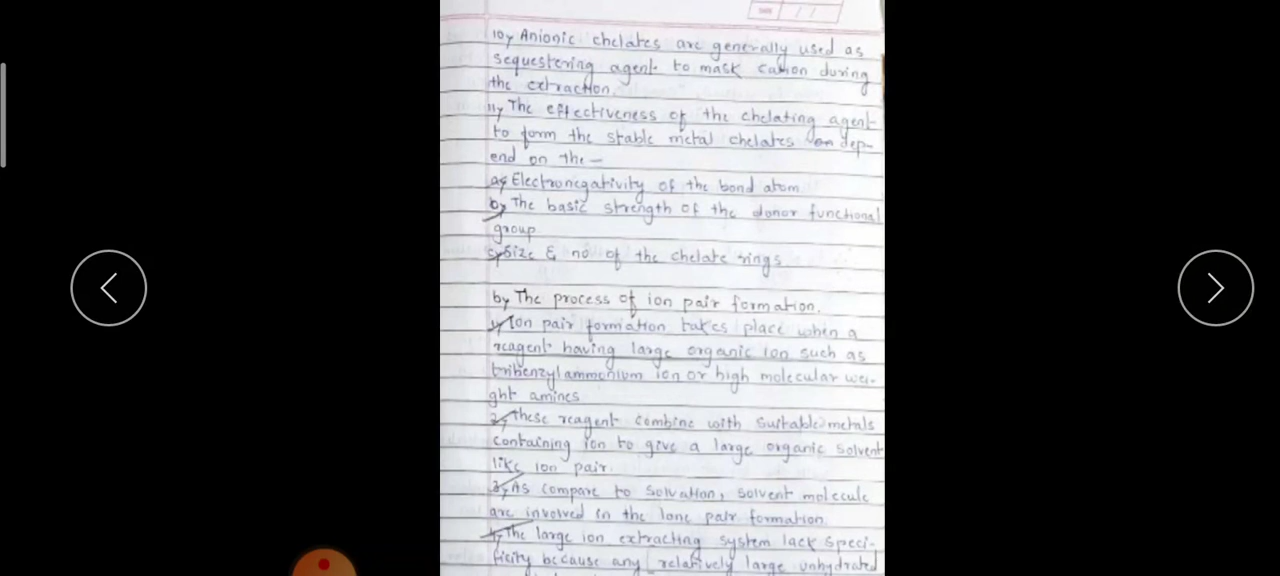 DATE / /
10) Anionic chelates are generally used as
sequestering agent to mask cation during
the extraction.
11) The effectiveness of the chelating agent
to form the stable metal chelates dep-
end on the —
a) Electronegativity of the bond atom
b) The basic strength of the donor functional
group
c) Size & no of the chelate rings
b) The process of ion pair formation.
1) Ion pair formation takes place when a
reagent having large organic ion such as
tribenzylammonium ion or high molecular wei-
ght amines
2) These reagent combine with suitable metals
containing ion to give a large organic solvent
like ion pair.
3) As compare to solvation, solvent molecule
are involved in the lone pair formation.
4) The large ion extracting system lack speci-
ficity because any relatively large unhydrated